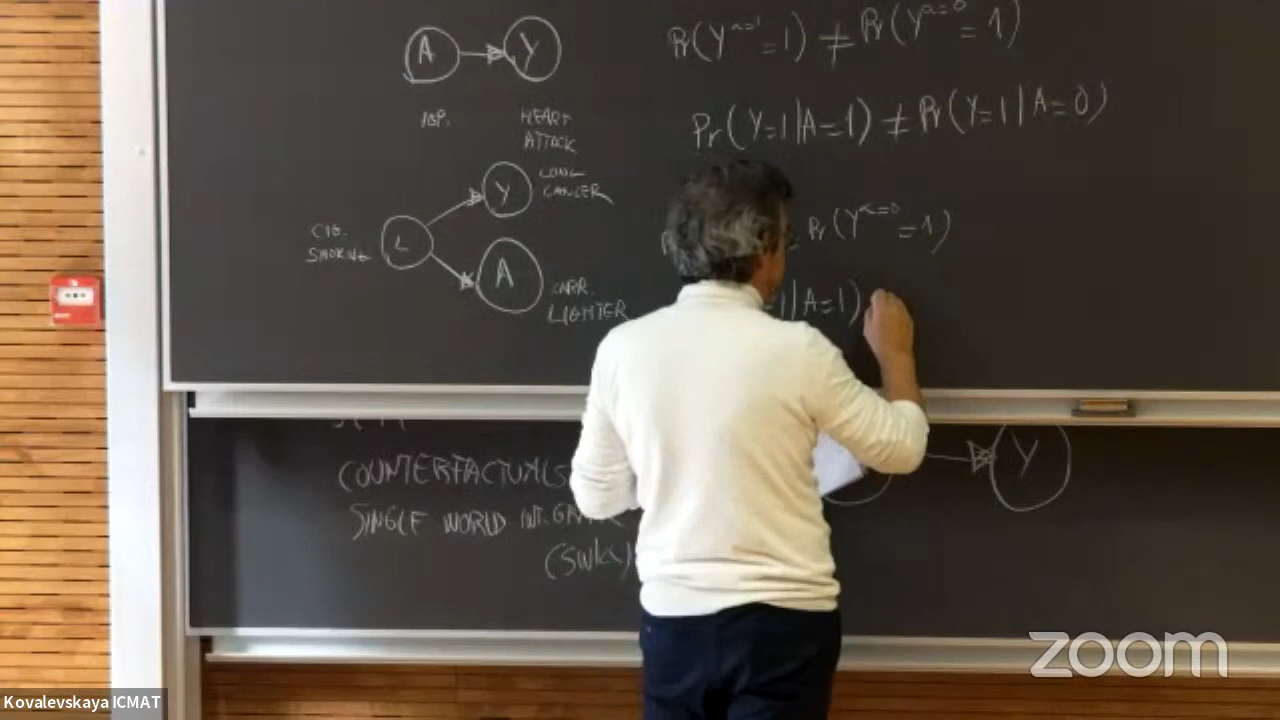 A → Y
Pr(Y^{a=1}=1) ≠ Pr(Y^{a=0}=1)
HEART
ATTACK
Pr(Y=1|A=1) ≠ Pr(Y=1|A=0)
Y
LUNG
CANCER
CIG.
SMOKING
L
A
CARR.
LIGHTER
Pr(Y^{a=0}=1)
=1|A=1)
COUNTERFACTUALS
SINGLE WORLD INT. GRAPH
(SWIGS)
Y
zoom
Kovalevskaya ICMAT